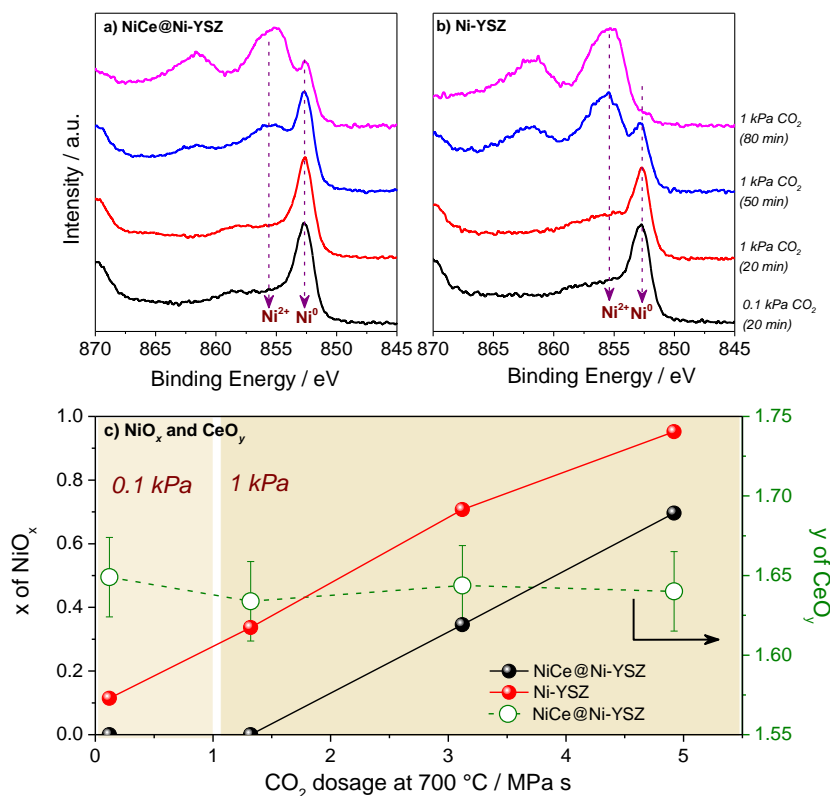 a) NiCe@Ni-YSZ
b) Ni-YSZ
Intensity / a.u.
Ni²⁺ Ni⁰
Ni²⁺ Ni⁰
1 kPa CO₂
(80 min)
1 kPa CO₂
(50 min)
1 kPa CO₂
(20 min)
0.1 kPa CO₂
(20 min)
870 865 860 855 850 845
870 865 860 855 850 845
Binding Energy / eV
Binding Energy / eV
c) NiOₓ and CeO_y
0.1 kPa
1 kPa
x of NiOₓ
1.0
0.8
0.6
0.4
0.2
0.0
y of CeO_y
1.75
1.70
1.65
1.60
1.55
NiCe@Ni-YSZ
Ni-YSZ
NiCe@Ni-YSZ
0 1 2 3 4 5
CO₂ dosage at 700 °C / MPa s